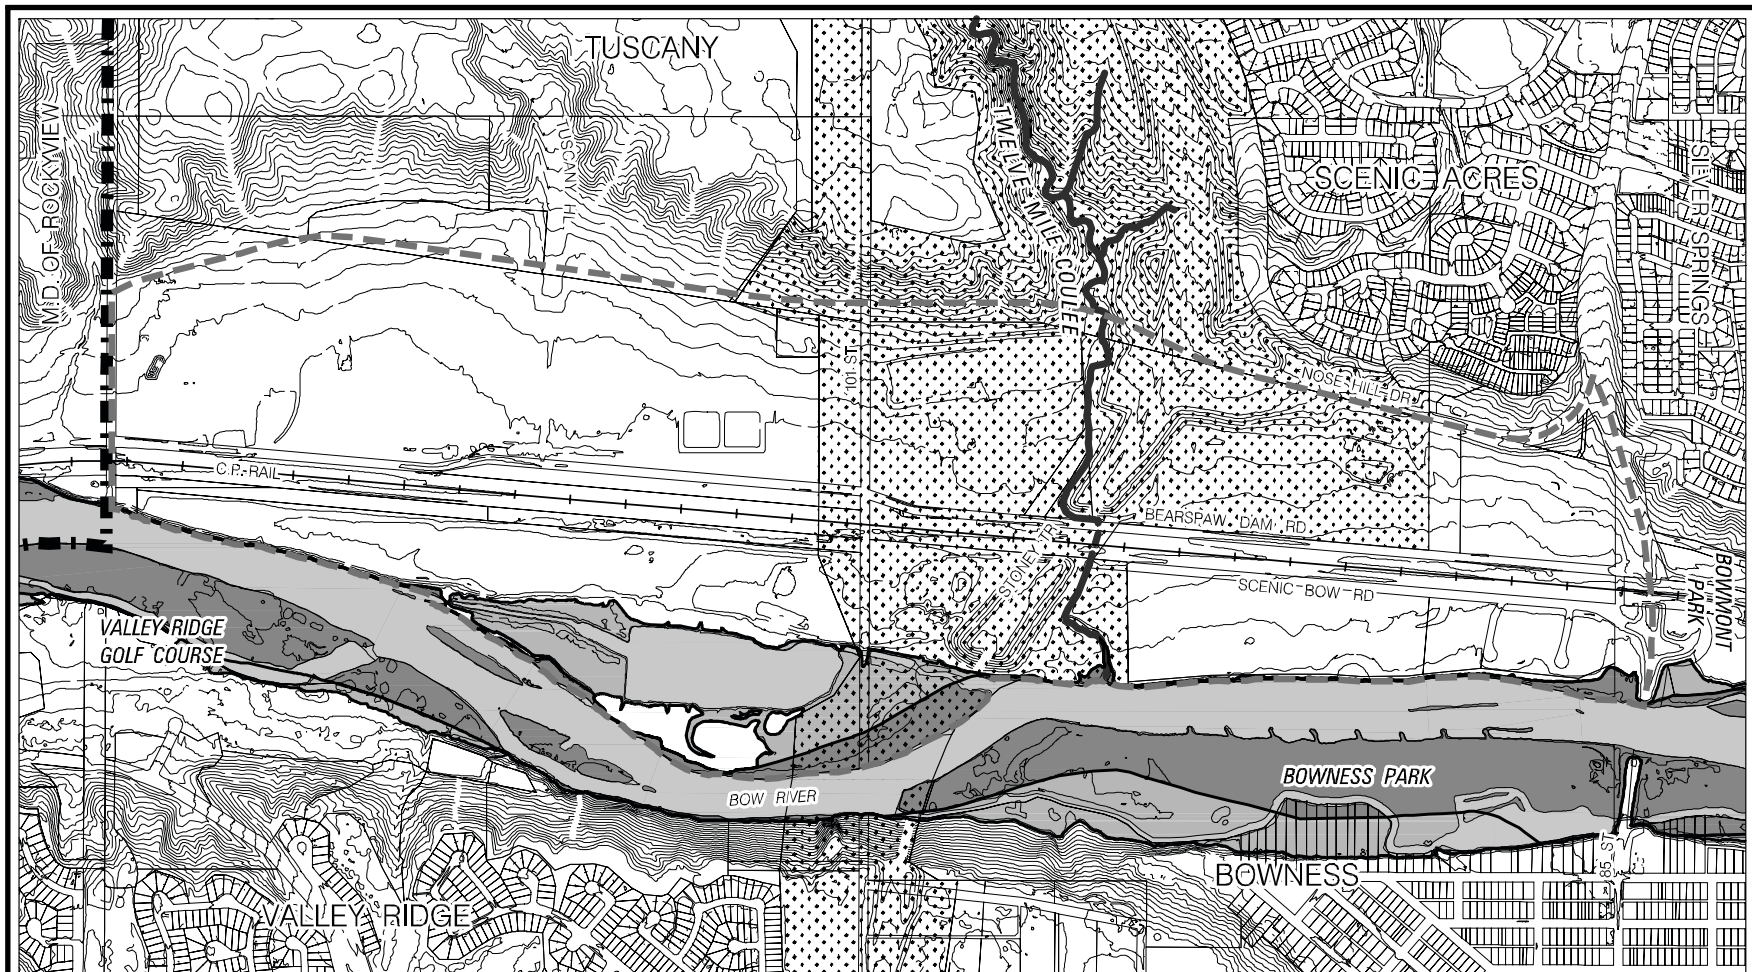 TUSCANY
M.D. OF ROCKVIEW
TUSCANY HL
TWELVE MILE COULEE
SCENIC ACRES
SILVER SPRINGS
101 ST
NOSE HILL DR
C.P. RAIL
BEARSPAW DAM RD
STONEY TR
SCENIC BOW RD
BOWMONT
PARK
VALLEY RIDGE
GOLF COURSE
BOW RIVER
BOWNESS PARK
85 ST
BOWNESS
VALLEY RIDGE